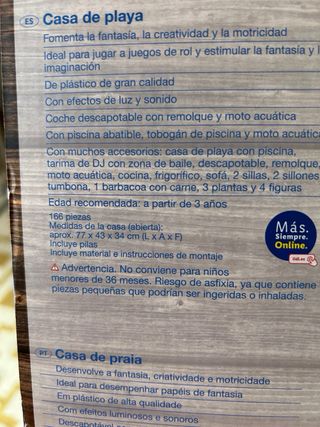 ES Casa de playa
Fomenta la fantasía, la creatividad y la motricidad
Ideal para jugar a juegos de rol y estimular la fantasía y l
imaginación
De plástico de gran calidad
Con efectos de luz y sonido
Coche descapotable con remolque y moto acuática
Con piscina abatible, tobogán de piscina y moto acuátic
Con muchos accesorios: casa de playa con piscina,
tarima de DJ con zona de baile, descapotable, remolque,
moto acuática, cocina, frigorífico, sofá, 2 sillas, 2 sillones
tumbona, 1 barbacoa con carne, 3 plantas y 4 figuras
Edad recomendada: a partir de 3 años
166 piezas
Medidas de la casa (abierta):
aprox. 77 x 43 x 34 cm (L x A x F)
Incluye pilas
Incluye material e instrucciones de montaje
Más.
Siempre.
Online.
lidl.es
Advertencia. No conviene para niños
menores de 36 meses. Riesgo de asfixia, ya que contiene
piezas pequeñas que podrían ser ingeridas o inhaladas.
PT Casa de praia
Desenvolve a fantasia, criatividade e motricidade
Ideal para desempenhar papéis de fantasia
Em plástico de alta qualidade
Com efeitos luminosos e sonoros
Descapotável